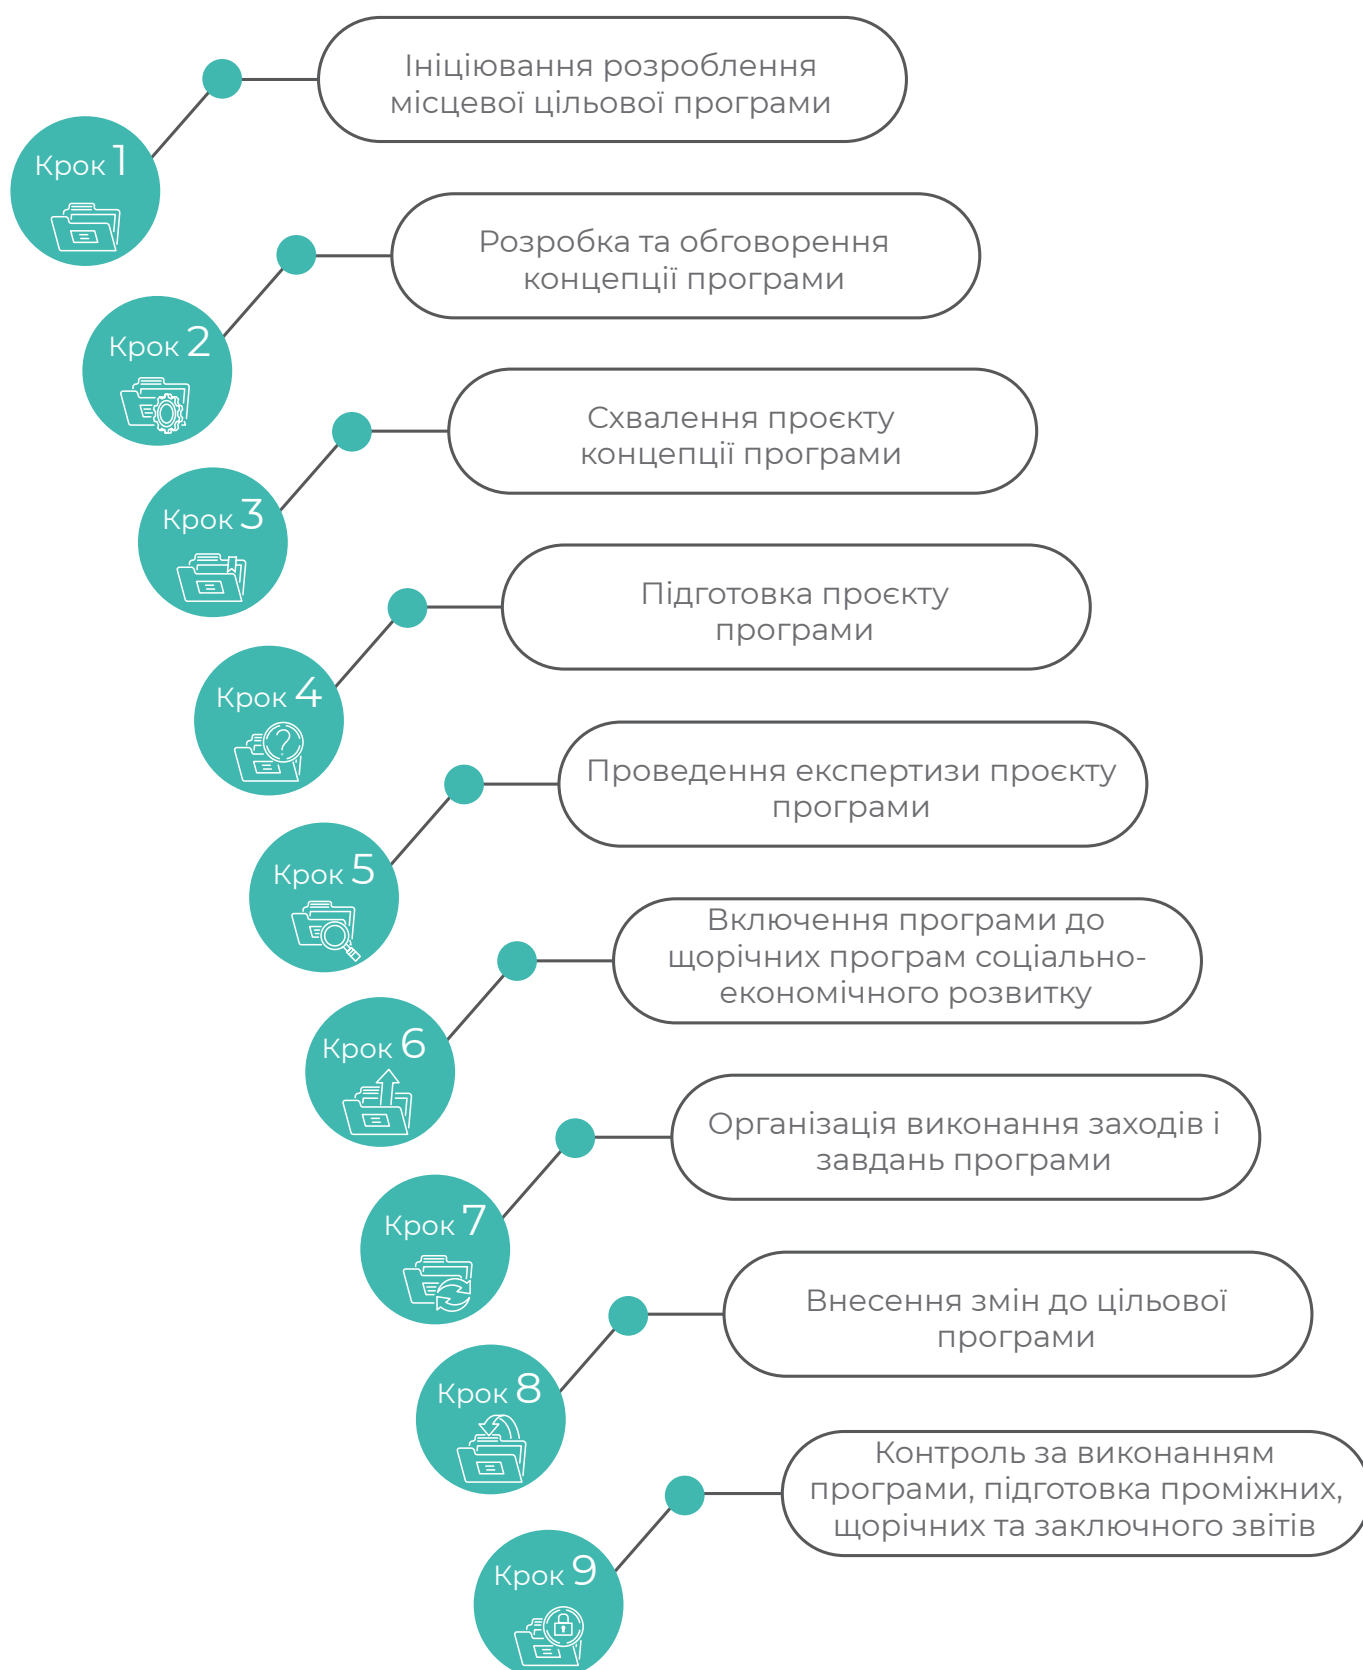 Ініціювання розроблення
місцевої цільової програми
Крок 1
Розробка та обговорення
концепції програми
Крок 2
Схвалення проєкту
концепції програми
Крок 3
Підготовка проєкту
програми
Крок 4
Проведення експертизи проєкту
програми
Крок 5
Включення програми до
щорічних програм соціально-
економічного розвитку
Крок 6
Організація виконання заходів і
завдань програми
Крок 7
Внесення змін до цільової
програми
Крок 8
Контроль за виконанням
програми, підготовка проміжних,
щорічних та заключного звітів
Крок 9